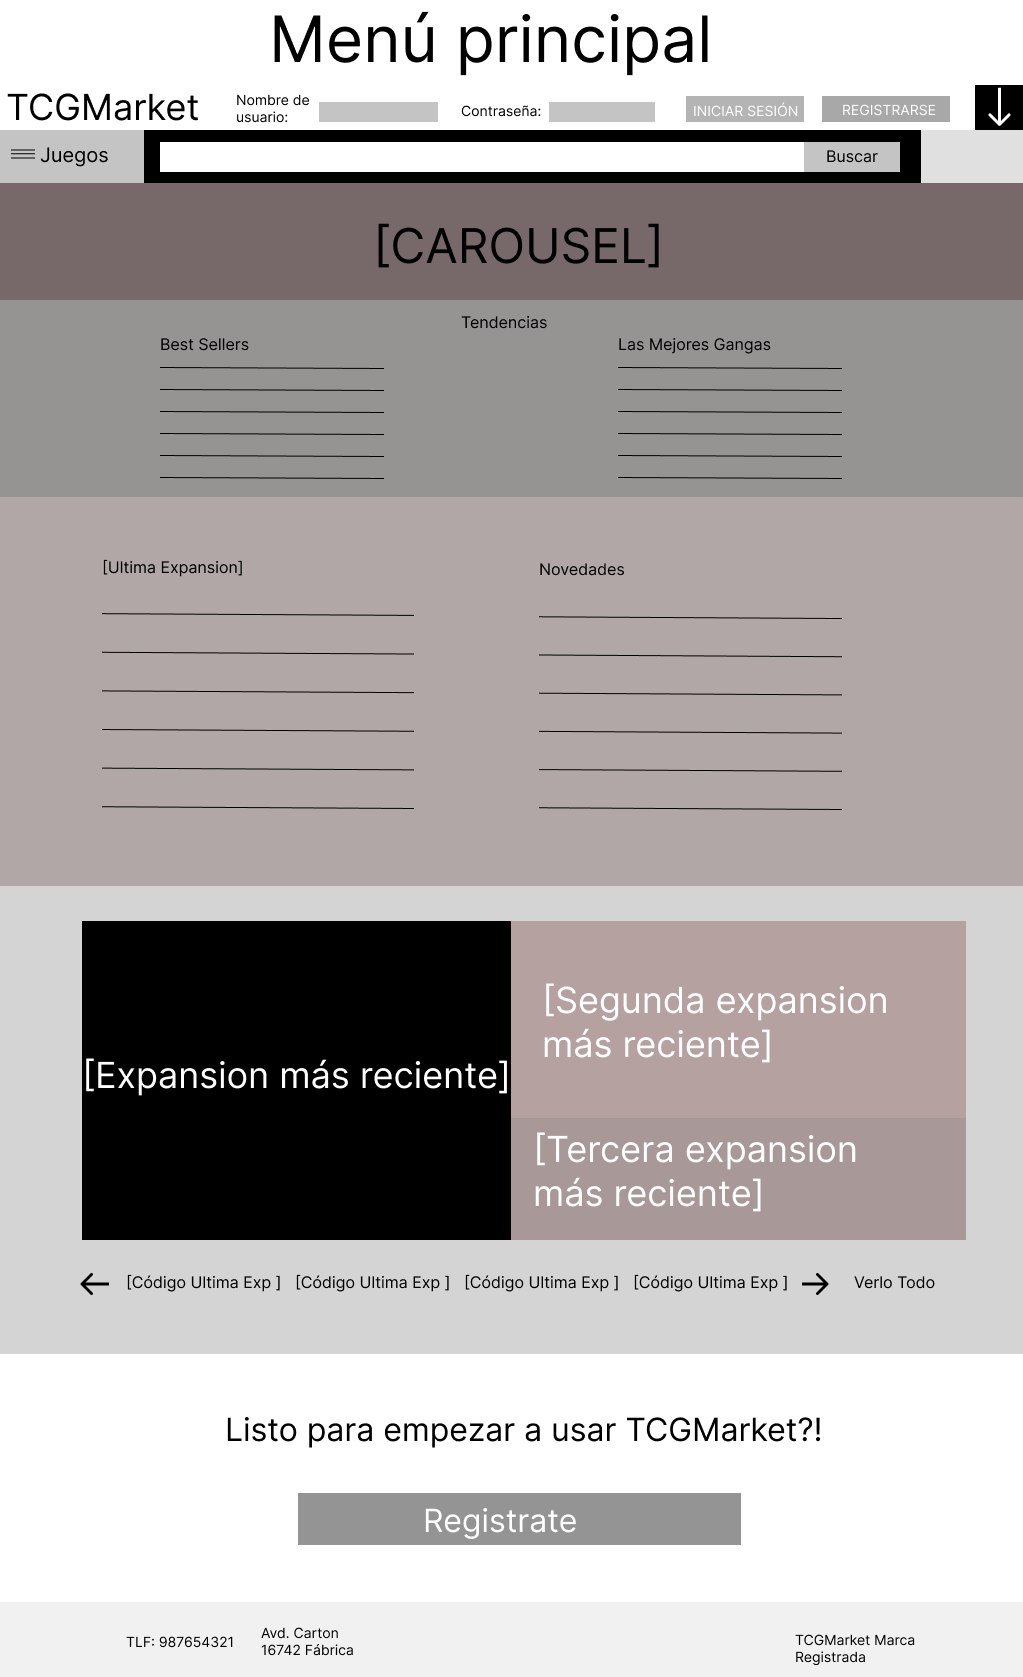 Menú principal
TCGMarket
Nombre de
usuario:
Contraseña:
INICIAR SESIÓN
REGISTRARSE
Juegos
Buscar
[CAROUSEL]
Tendencias
Best Sellers
Las Mejores Gangas
[Ultima Expansion]
Novedades
[Expansion más reciente]
[Segunda expansion
más reciente]
[Tercera expansion
más reciente]
[Código Ultima Exp ] [Código Ultima Exp ] [Código Ultima Exp ] [Código Ultima Exp ] Verlo Todo
Listo para empezar a usar TCGMarket?!
Registrate
TLF: 987654321
Avd. Carton
16742 Fábrica
TCGMarket Marca
Registrada